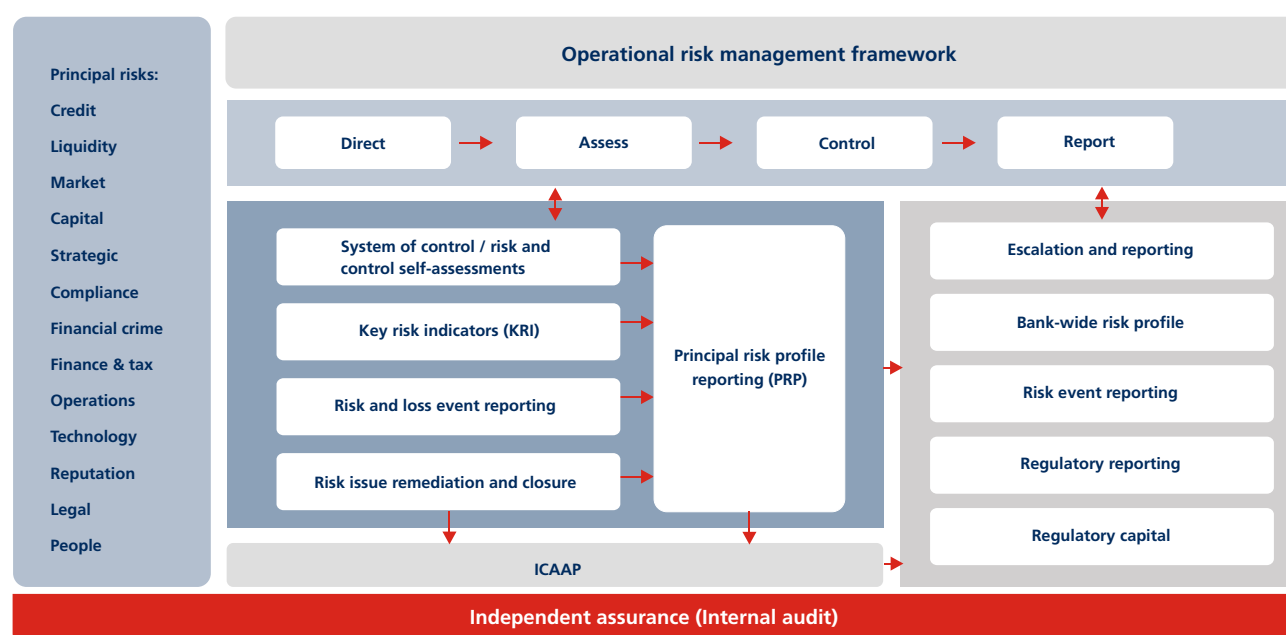 Principal risks:
Credit
Liquidity
Market
Capital
Strategic
Compliance
Financial crime
Finance & tax
Operations
Technology
Reputation
Legal
People
Operational risk management framework
Direct
Assess
Control
Report
System of control / risk and
control self-assessments
Key risk indicators (KRI)
Risk and loss event reporting
Risk issue remediation and closure
Principal risk profile
reporting (PRP)
Escalation and reporting
Bank-wide risk profile
Risk event reporting
Regulatory reporting
Regulatory capital
ICAAP
Independent assurance (Internal audit)